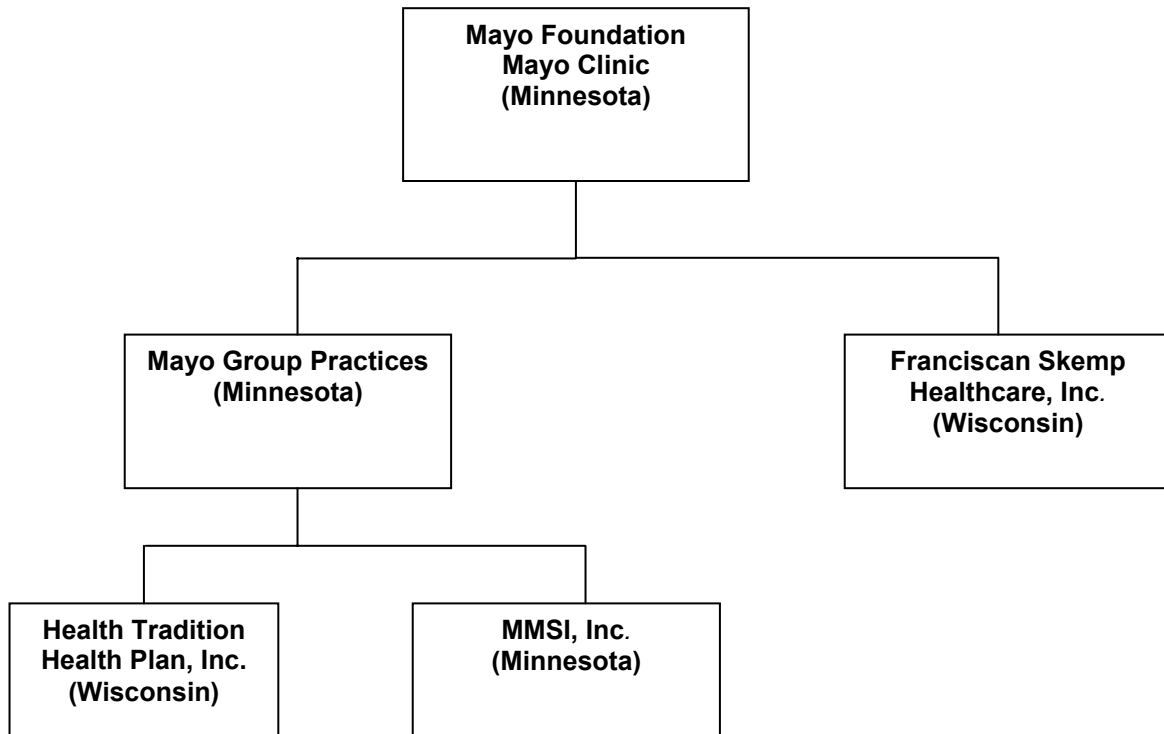 Mayo Foundation
Mayo Clinic
(Minnesota)
Mayo Group Practices
(Minnesota)
Franciscan Skemp
Healthcare, Inc.
(Wisconsin)
Health Tradition
Health Plan, Inc.
(Wisconsin)
MMSI, Inc.
(Minnesota)